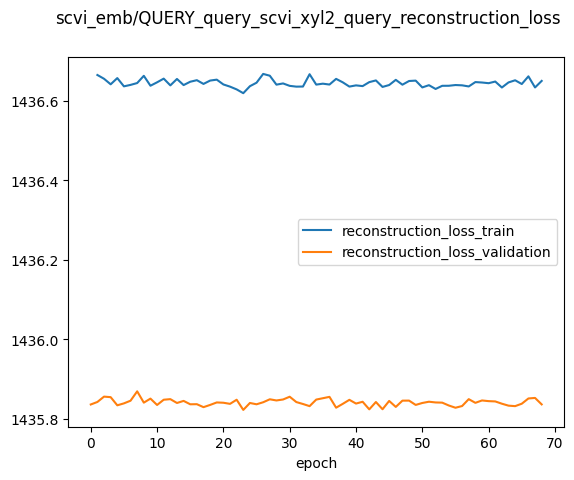 scvi_emb/QUERY_query_scvi_xyl2_query_reconstruction_loss
1436.6
1436.4
1436.2
1436.0
1435.8
reconstruction_loss_train
reconstruction_loss_validation
0 10 20 30 40 50 60 70
epoch